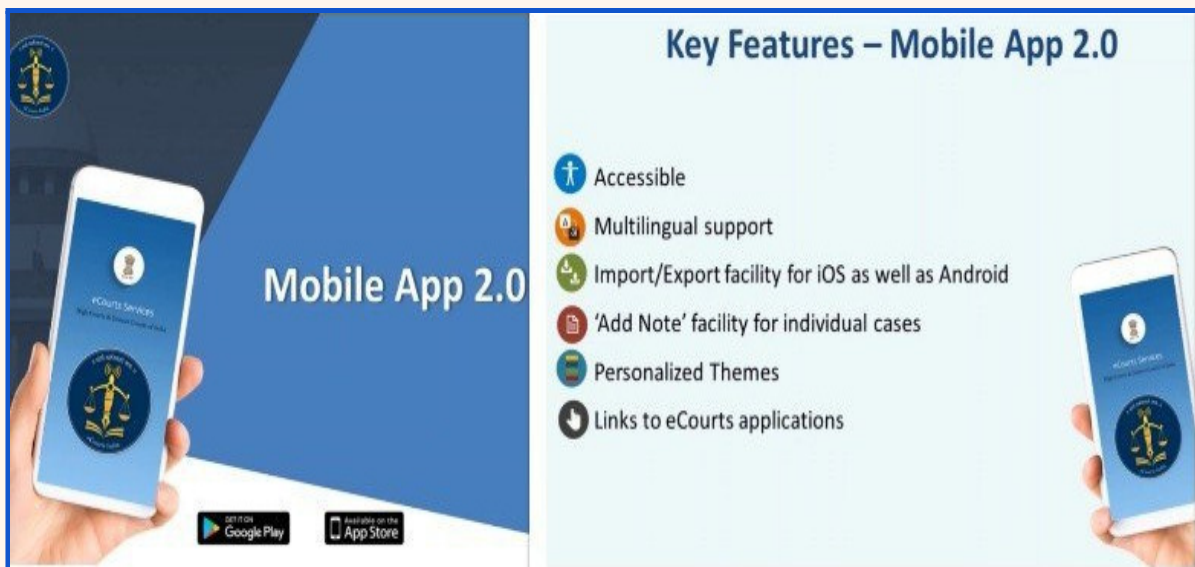 Mobile App 2.0
eCourts Services
GET IT ON
Google Play
Available on the
App Store
Key Features – Mobile App 2.0
Accessible
Multilingual support
Import/Export facility for iOS as well as Android
‘Add Note’ facility for individual cases
Personalized Themes
Links to eCourts applications
eCourts Services